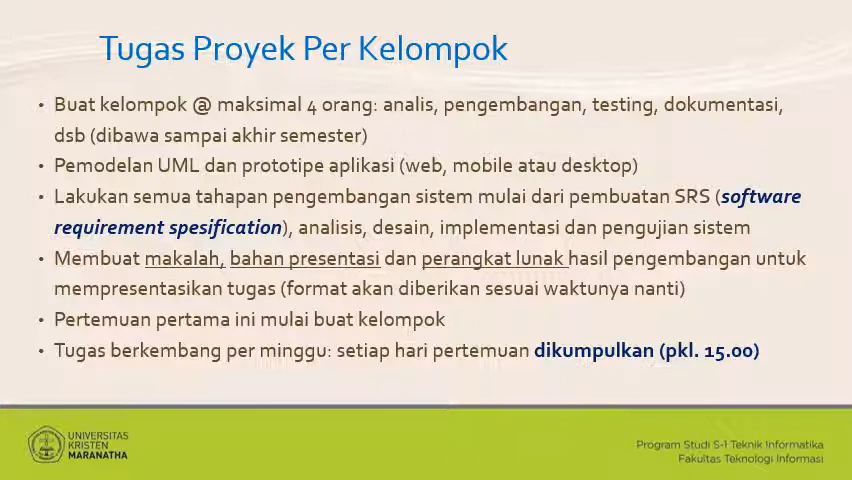 Tugas Proyek Per Kelompok
• Buat kelompok @ maksimal 4 orang: analis, pengembangan, testing, dokumentasi,
dsb (dibawa sampai akhir semester)
• Pemodelan UML dan prototipe aplikasi (web, mobile atau desktop)
• Lakukan semua tahapan pengembangan sistem mulai dari pembuatan SRS (software
requirement spesification), analisis, desain, implementasi dan pengujian sistem
• Membuat makalah, bahan presentasi dan perangkat lunak hasil pengembangan untuk
mempresentasikan tugas (format akan diberikan sesuai waktunya nanti)
• Pertemuan pertama ini mulai buat kelompok
• Tugas berkembang per minggu: setiap hari pertemuan dikumpulkan (pkl. 15.00)
UNIVERSITAS
KRISTEN
MARANATHA
Program Studi S-1 Teknik Informatika
Fakultas Teknologi Informasi